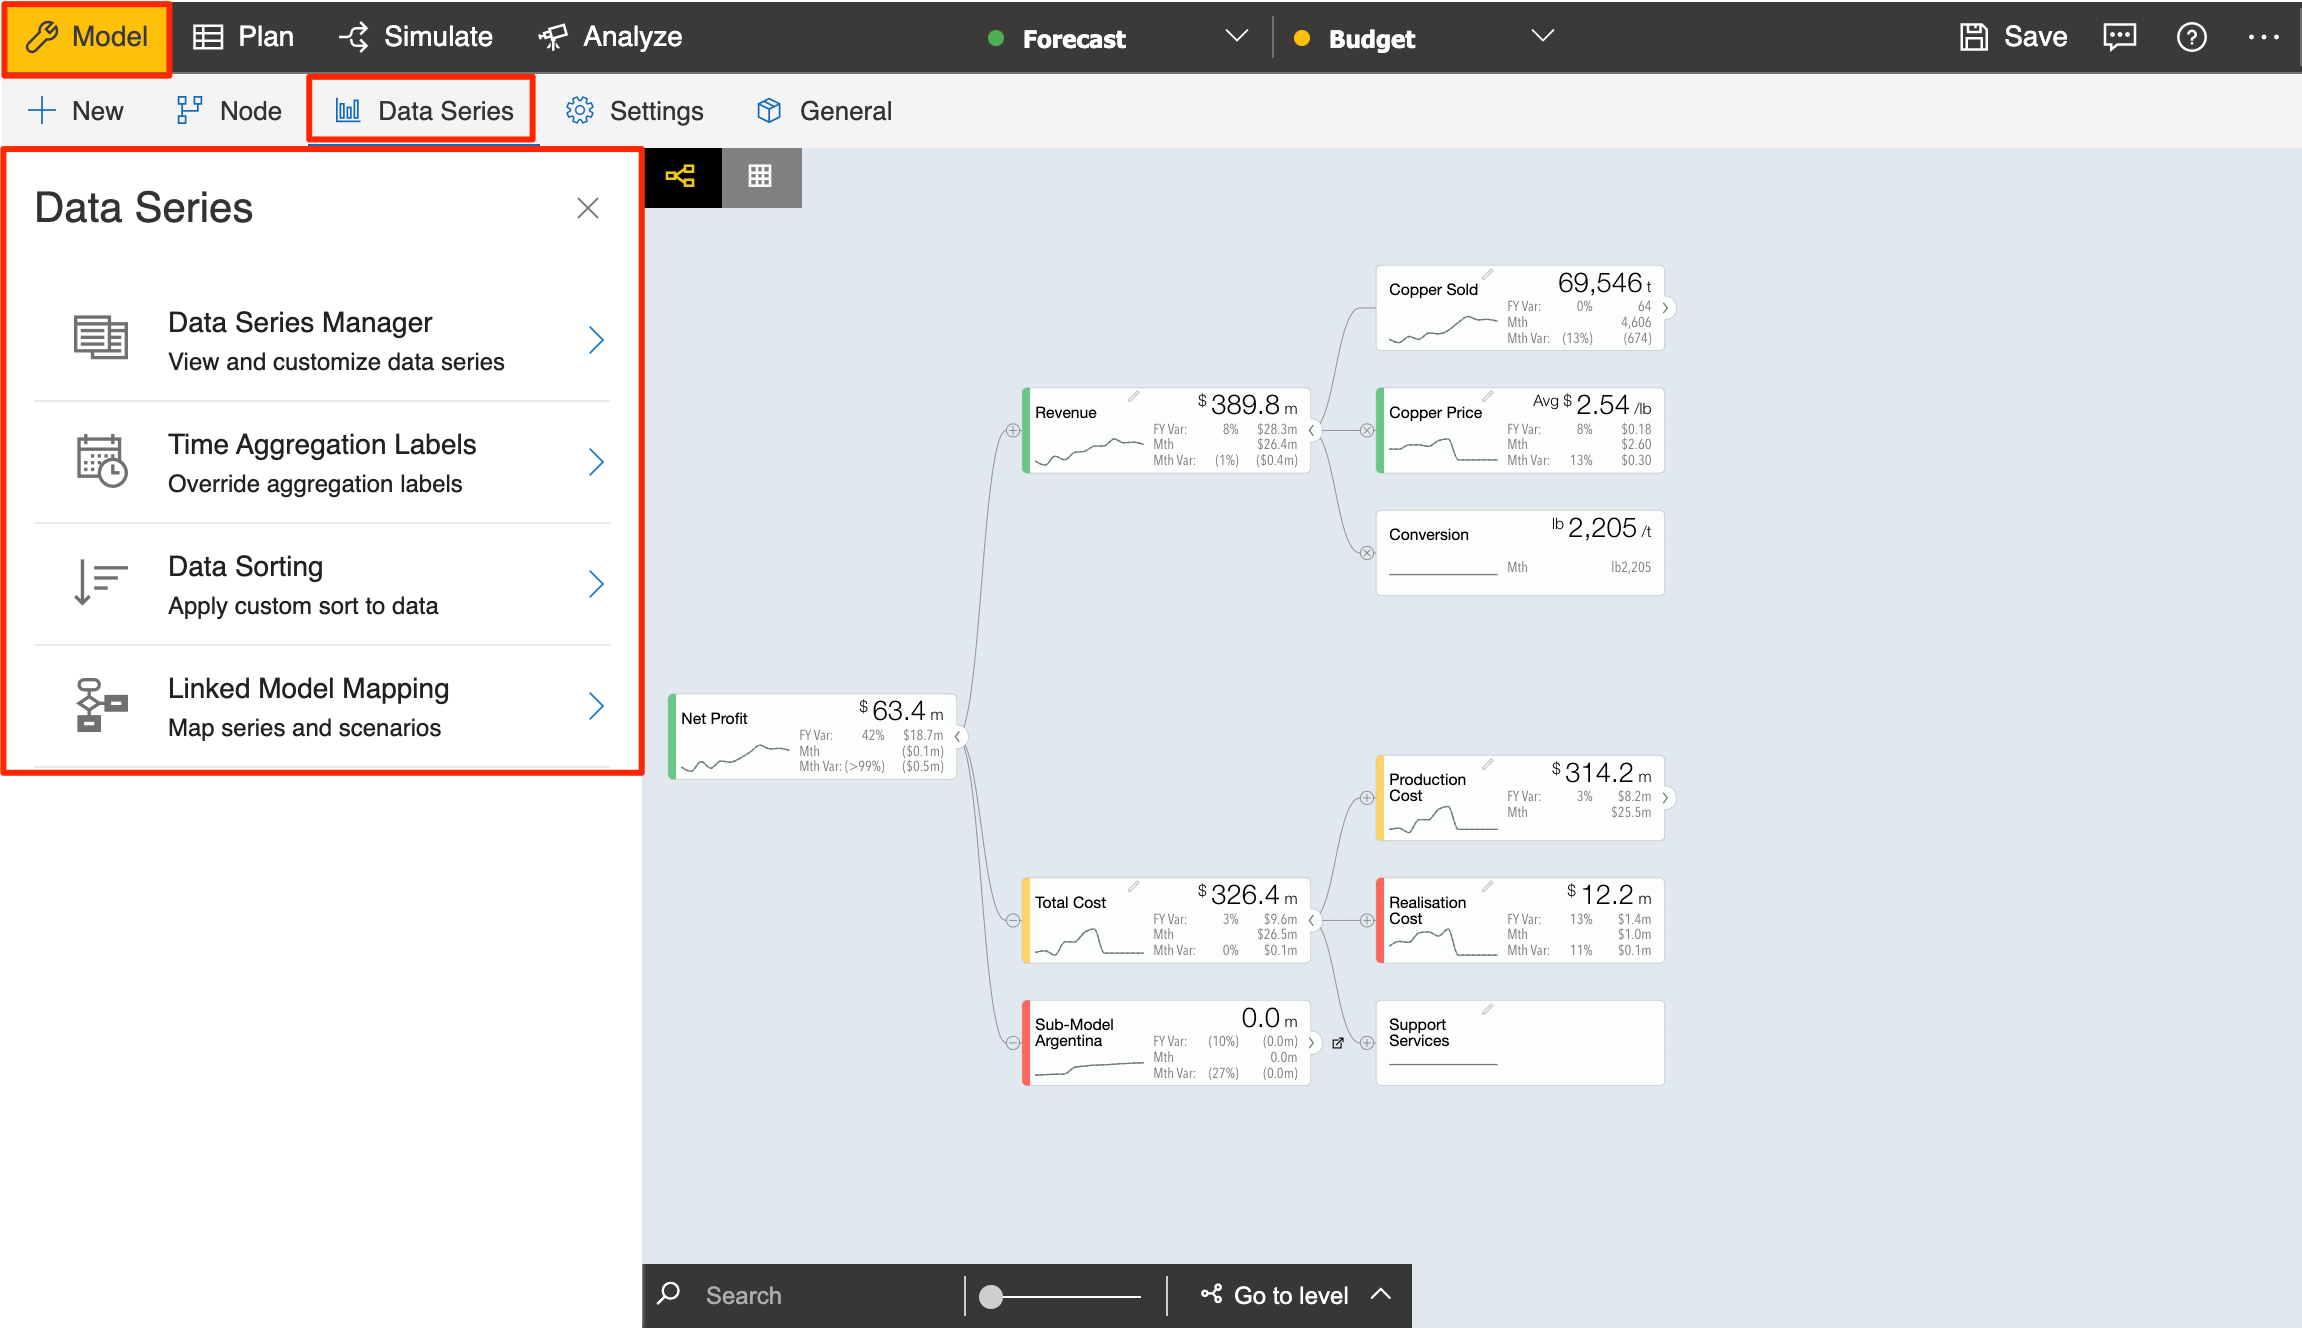 Model
Plan
Simulate
Analyze
Forecast
Budget
Save
New
Node
Data Series
Settings
General
Data Series
Data Series Manager
View and customize data series
Time Aggregation Labels
Override aggregation labels
Data Sorting
Apply custom sort to data
Linked Model Mapping
Map series and scenarios
Net Profit
$ 63.4 m
FY Var: 42% $18.7m
Mth ($0.1m)
Mth Var: (>99%) ($0.5m)
Revenue
$ 389.8 m
FY Var: 8% $28.3m
Mth $26.4m
Mth Var: (1%) ($0.4m)
Copper Sold
69,546 t
FY Var: 0% 64
Mth 4,606
Mth Var: (13%) (674)
Copper Price
Avg $ 2.54 /lb
FY Var: 8% $0.18
Mth $2.60
Mth Var: 13% $0.30
Conversion
lb 2,205 /t
Mth lb2,205
Total Cost
$ 326.4 m
FY Var: 3% $9.6m
Mth $26.5m
Mth Var: 0% $0.1m
Production
Cost
$ 314.2 m
FY Var: 3% $8.2m
Mth $25.5m
Realisation
Cost
$ 12.2 m
FY Var: 13% $1.4m
Mth $1.0m
Mth Var: 11% $0.1m
Sub-Model
Argentina
0.0 m
FY Var: (10%) (0.0m)
Mth 0.0m
Mth Var: (27%) (0.0m)
Support
Services
Search
Go to level